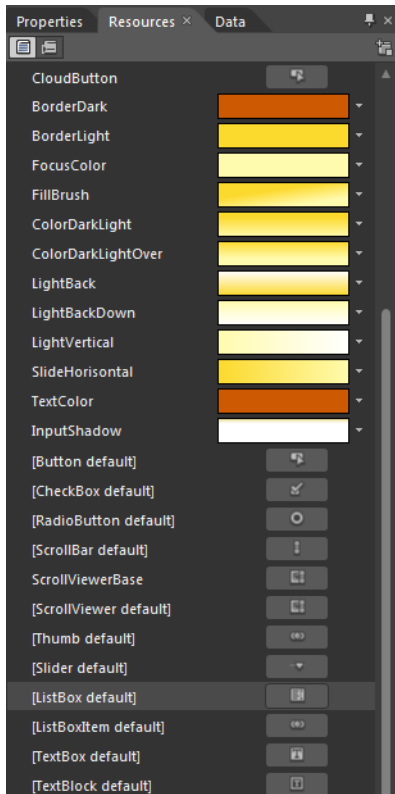 Properties Resources × Data
CloudButton
BorderDark
BorderLight
FocusColor
FillBrush
ColorDarkLight
ColorDarkLightOver
LightBack
LightBackDown
LightVertical
SlideHorisontal
TextColor
InputShadow
[Button default]
[CheckBox default]
[RadioButton default]
[ScrollBar default]
ScrollViewerBase
[ScrollViewer default]
[Thumb default]
[Slider default]
[ListBox default]
[ListBoxItem default]
[TextBox default]
[TextBlock default]